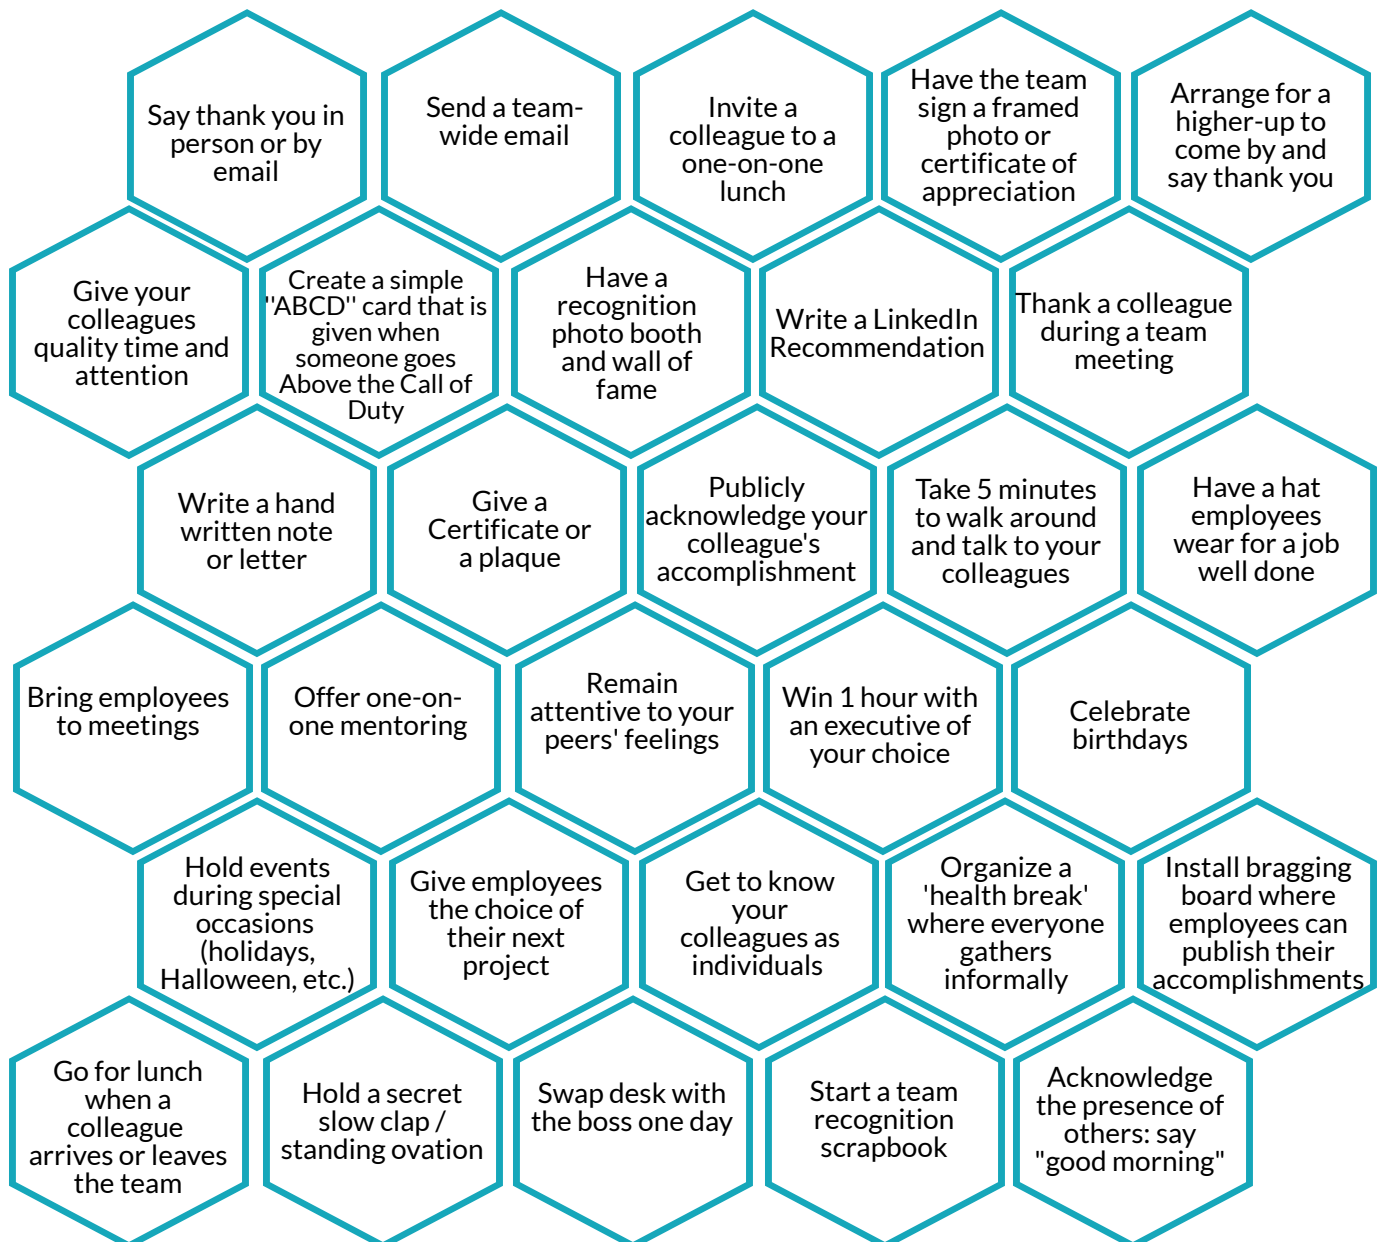 Say thank you in
person or by
email
Send a team-
wide email
Invite a
colleague to a
one-on-one
lunch
Have the team
sign a framed
photo or
certificate of
appreciation
Arrange for a
higher-up to
come by and
say thank you
Give your
colleagues
quality time and
attention
Create a simple
"ABCD" card that is
given when
someone goes
Above the Call of
Duty
Have a
recognition
photo booth
and wall of
fame
Write a LinkedIn
Recommendation
Thank a colleague
during a team
meeting
Write a hand
written note
or letter
Give a
Certificate or
a plaque
Publicly
acknowledge your
colleague's
accomplishment
Take 5 minutes
to walk around
and talk to your
colleagues
Have a hat
employees
wear for a job
well done
Bring employees
to meetings
Offer one-on-
one mentoring
Remain
attentive to your
peers' feelings
Win 1 hour with
an executive of
your choice
Celebrate
birthdays
Hold events
during special
occasions
(holidays,
Halloween, etc.)
Give employees
the choice of
their next
project
Get to know
your
colleagues as
individuals
Organize a
'health break'
where everyone
gathers
informally
Install bragging
board where
employees can
publish their
accomplishments
Go for lunch
when a
colleague
arrives or leaves
the team
Hold a secret
slow clap /
standing ovation
Swap desk with
the boss one day
Start a team
recognition
scrapbook
Acknowledge
the presence of
others: say
"good morning"